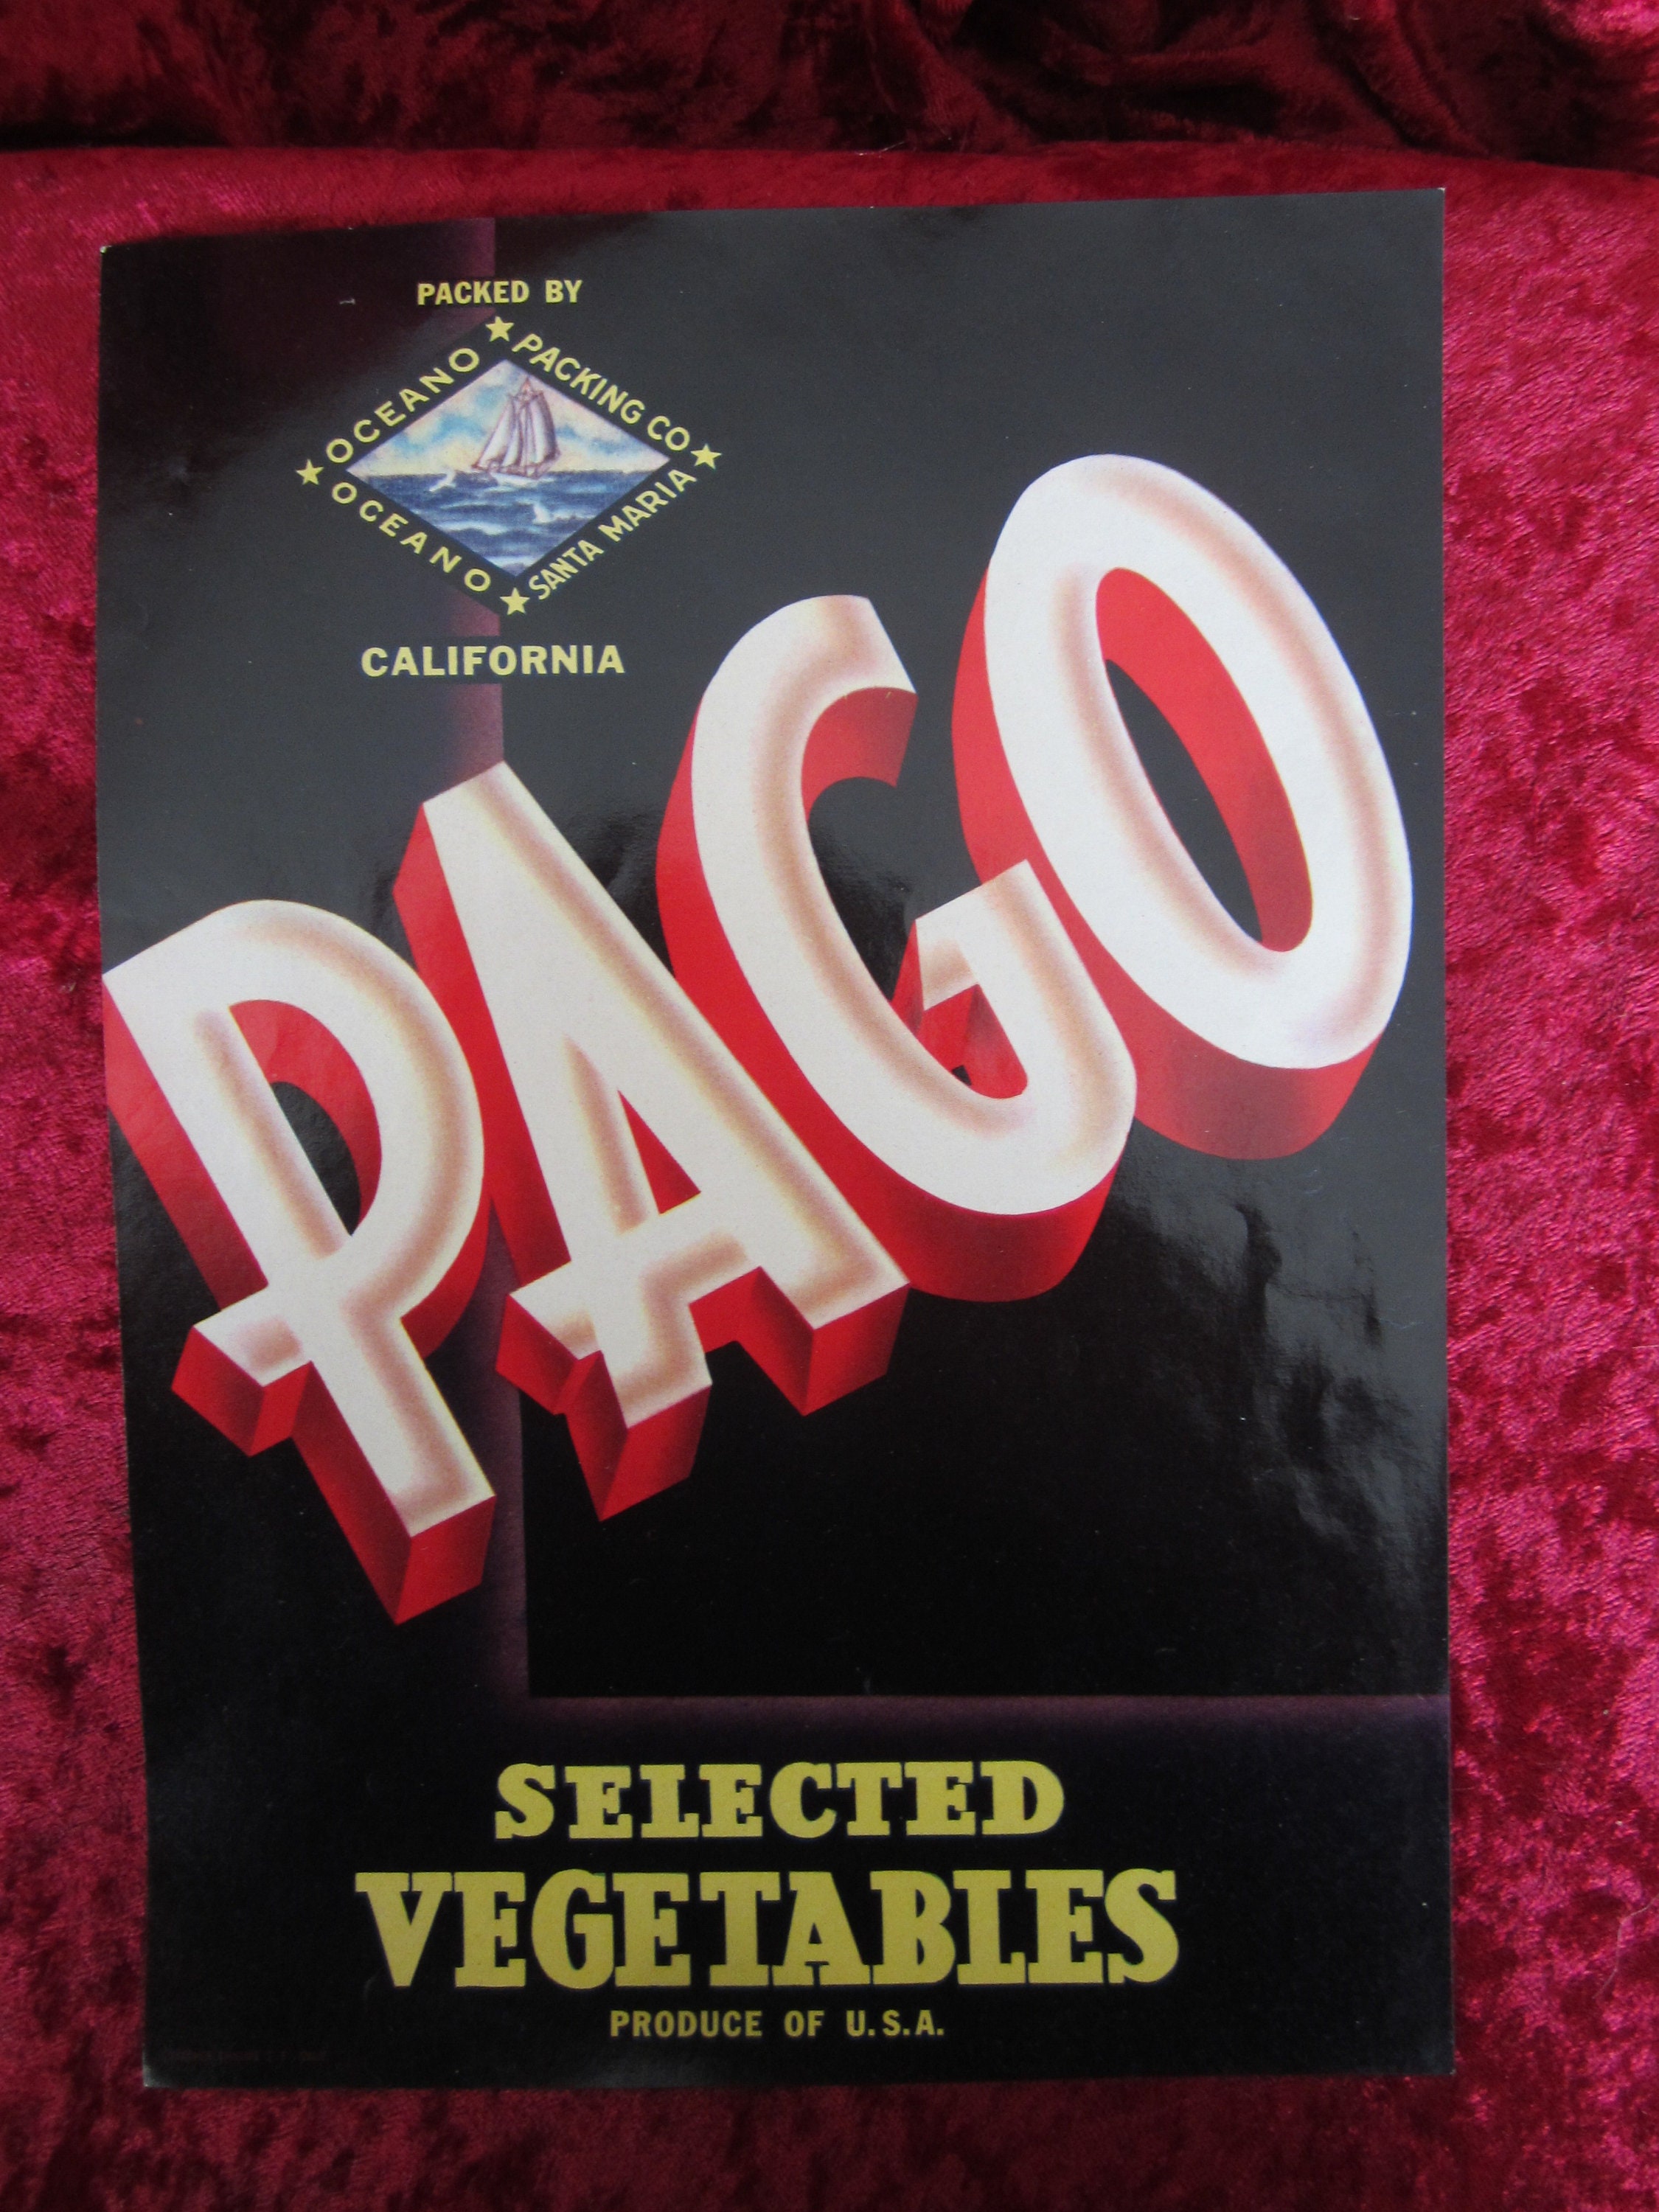 PACKED BY
OCEANO
PACKING CO
OCEANO
SANTA MARIA
CALIFORNIA
PAGO
SELECTED
VEGETABLES
PRODUCE OF U.S.A.